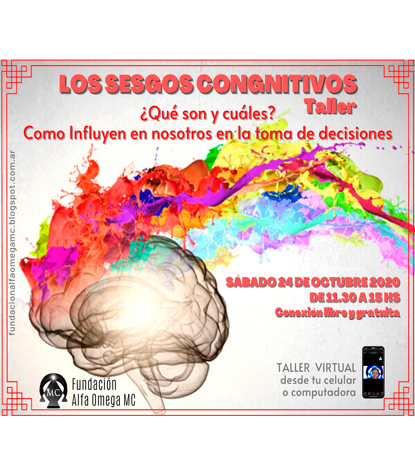 LOS SESGOS CONGNITIVOS
Taller
¿Qué son y cuáles?
Como Influyen en nosotros en la toma de decisiones
fundacionalfaomegamc.blogspot.com.ar
SÁBADO 24 DE OCTUBRE 2020
DE 11.30 A 15 HS
Conexión libre y gratuita
TALLER VIRTUAL
desde tu celular
o computadora
MC
Fundación
Alfa Omega MC